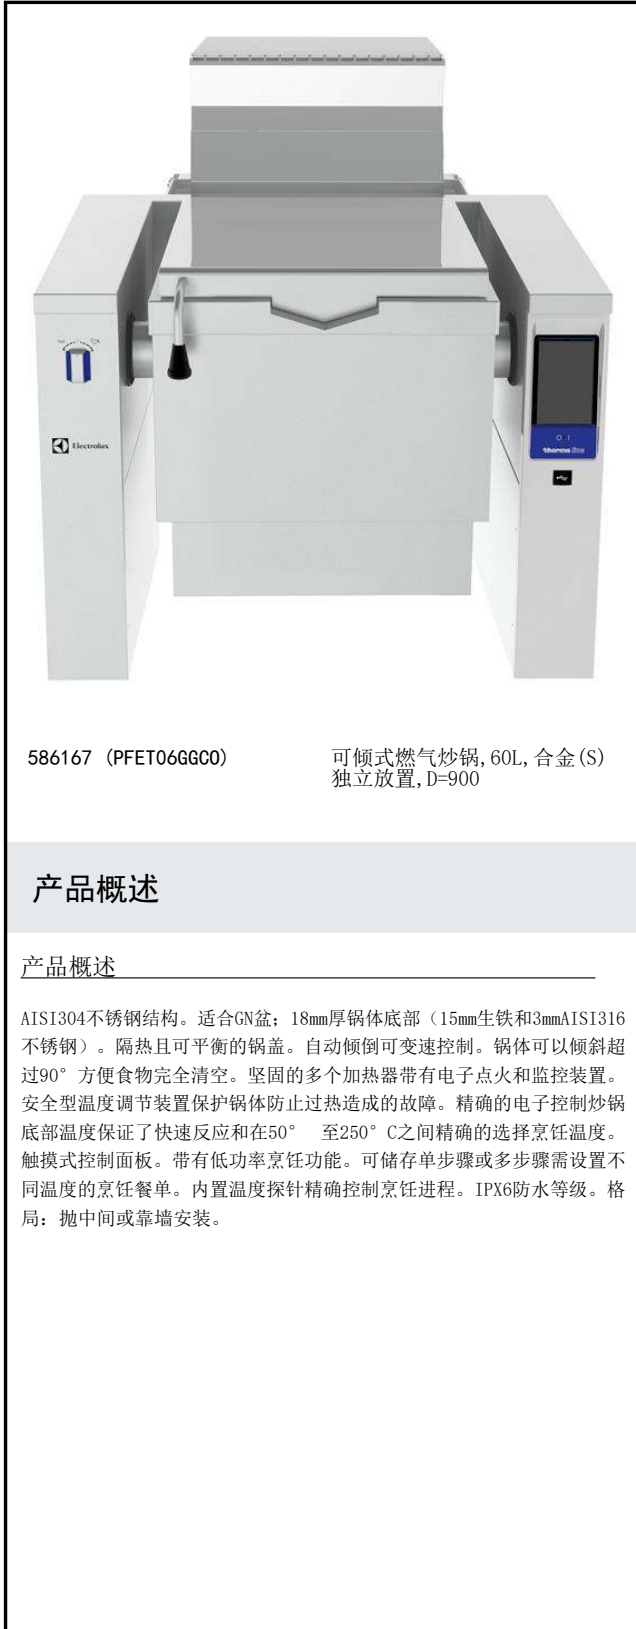 Electrolux
thermaline
586167 (PFET06GGCO)
可倾式燃气炒锅,60L,合金(S)
独立放置,D=900
产品概述
产品概述
AISI304不锈钢结构。适合GN盆；18mm厚锅体底部（15mm生铁和3mmAISI316
不锈钢）。隔热且可平衡的锅盖。自动倾倒可变速控制。锅体可以倾斜超
过90°方便食物完全清空。坚固的多个加热器带有电子点火和监控装置。
安全型温度调节装置保护锅体防止过热造成的故障。精确的电子控制炒锅
底部温度保证了快速反应和在50° 至250°C之间精确的选择烹饪温度。
触摸式控制面板。带有低功率烹饪功能。可储存单步骤或多步骤需设置不
同温度的烹饪餐单。内置温度探针精确控制烹饪进程。IPX6防水等级。格
局：抛中间或靠墙安装。